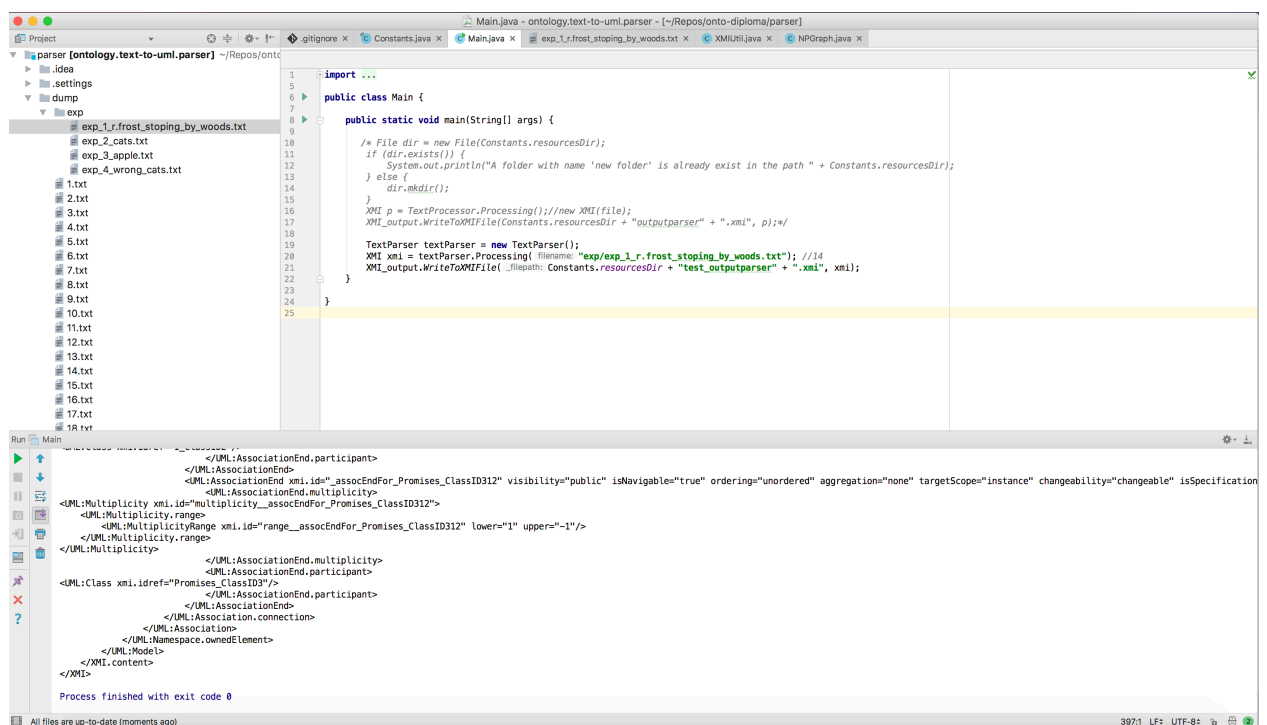 Main.java - ontology.text-to-uml.parser - [~/Repos/onto-diploma/parser]
Project
.gitignore ×
Constants.java ×
Main.java ×
exp_1_r.frost_stoping_by_woods.txt ×
XMIUtil.java ×
NPGraph.java ×
parser [ontology.text-to-uml.parser] ~/Repos/onto
.idea
.settings
dump
exp
exp_1_r.frost_stoping_by_woods.txt
exp_2_cats.txt
exp_3_apple.txt
exp_4_wrong_cats.txt
1.txt
2.txt
3.txt
4.txt
5.txt
6.txt
7.txt
8.txt
9.txt
10.txt
11.txt
12.txt
13.txt
14.txt
15.txt
16.txt
17.txt
18.txt
1 import ...
5
6 public class Main {
7
8 public static void main(String[] args) {
9
10 /* File dir = new File(Constants.resourcesDir);
11 if (dir.exists()) {
12 System.out.println("A folder with name 'new folder' is already exist in the path " + Constants.resourcesDir);
13 } else {
14 dir.mkdir();
15 }
16 XMI p = TextProcessor.Processing();//new XMI(file);
17 XMI_output.WriteToXMIFile(Constants.resourcesDir + "outputparser" + ".xmi", p);*/
18
19 TextParser textParser = new TextParser();
20 XMI xmi = textParser.Processing( filename: "exp/exp_1_r.frost_stoping_by_woods.txt"); //14
21 XMI_output.WriteToXMIFile( _filepath: Constants.resourcesDir + "test_outputparser" + ".xmi", xmi);
22 }
23
24 }
25
Run Main
</UML:AssociationEnd.participant>
</UML:AssociationEnd>
<UML:AssociationEnd xmi.id="_assocEndFor_Promises_ClassID312" visibility="public" isNavigable="true" ordering="unordered" aggregation="none" targetScope="instance" changeability="changeable" isSpecification
<UML:AssociationEnd.multiplicity>
<UML:Multiplicity xmi.id="multiplicity__assocEndFor_Promises_ClassID312">
<UML:Multiplicity.range>
<UML:MultiplicityRange xmi.id="range__assocEndFor_Promises_ClassID312" lower="1" upper="-1"/>
</UML:Multiplicity.range>
</UML:Multiplicity>
</UML:AssociationEnd.multiplicity>
<UML:AssociationEnd.participant>
<UML:Class xmi.idref="Promises_ClassID3"/>
</UML:AssociationEnd.participant>
</UML:AssociationEnd>
</UML:Association.connection>
</UML:Association>
</UML:Namespace.ownedElement>
</UML:Model>
</XMI.content>
</XMI>
Process finished with exit code 0
All files are up-to-date (moments ago)
397:1 LF÷ UTF-8÷ 2